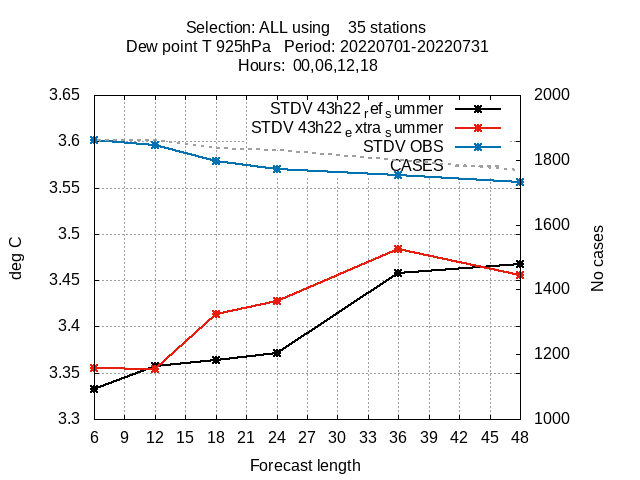 Selection: ALL using 35 stations
Dew point T 925hPa Period: 20220701-20220731
Hours: 00,06,12,18
3.65 2000
STDV 43h22refsummer
STDV 43h22extrasummer
3.6 STDV OBS
CASES 1800
3.55
3.5 1600
deg C
No cases
3.45 1400
3.4
3.35 1200
3.3 1000
6 9 12 15 18 21 24 27 30 33 36 39 42 45 48
Forecast length